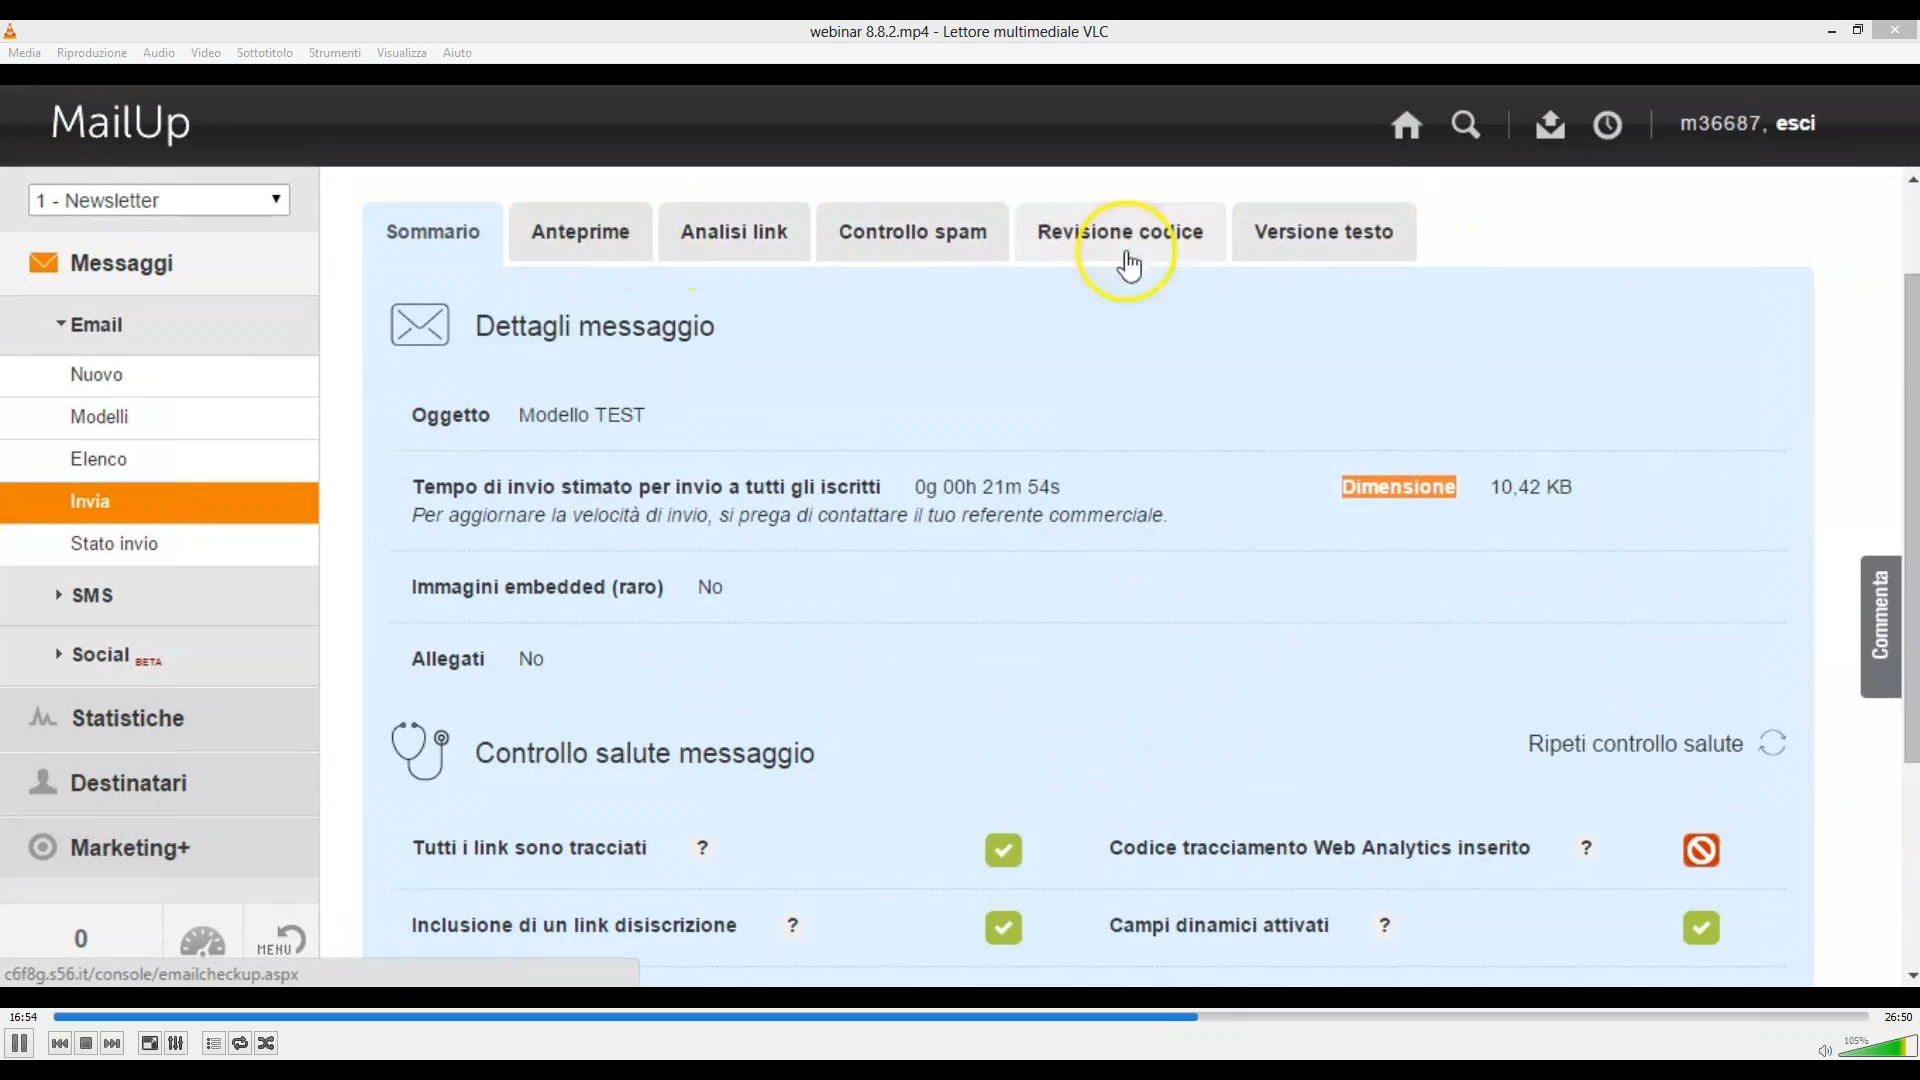 webinar 8.8.2.mp4 - Lettore multimediale VLC
Media Riproduzione Audio Video Sottotitolo Strumenti Visualizza Aiuto
MailUp
m36687, esci
1 - Newsletter
Messaggi
Email
Nuovo
Modelli
Elenco
Invia
Stato invio
SMS
Social BETA
Statistiche
Destinatari
Marketing+
0
MENU
c6f8g.s56.it/console/emailcheckup.aspx
Sommario Anteprime Analisi link Controllo spam Revisione codice Versione testo
Dettagli messaggio
Oggetto Modello TEST
Tempo di invio stimato per invio a tutti gli iscritti 0g 00h 21m 54s Dimensione 10,42 KB
Per aggiornare la velocità di invio, si prega di contattare il tuo referente commerciale.
Immagini embedded (raro) No
Allegati No
Controllo salute messaggio
Ripeti controllo salute
Tutti i link sono tracciati ? Codice tracciamento Web Analytics inserito ?
Inclusione di un link disiscrizione ? Campi dinamici attivati ?
Commenta
16:54 26:50
105%